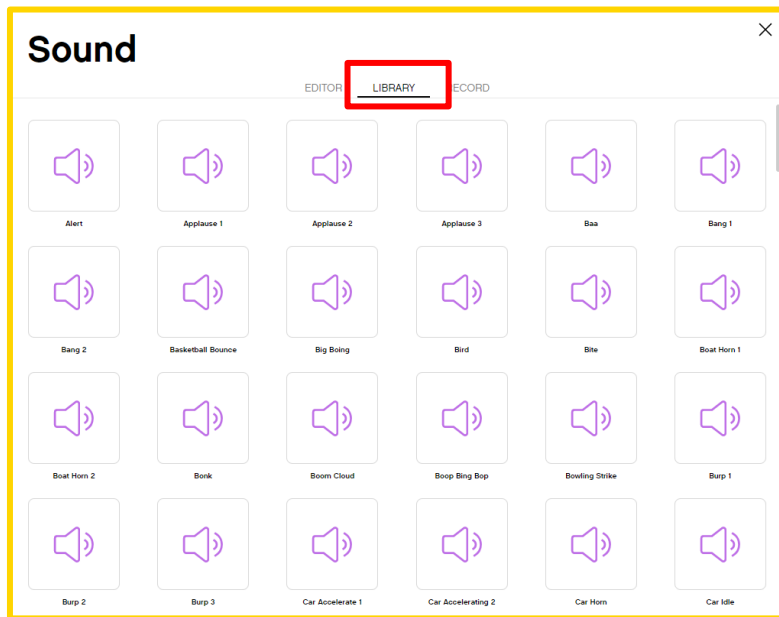 Sound
EDITOR LIBRARY ECORD
Alert Applause 1 Applause 2 Applause 3 Baa Bang 1
Bang 2 Basketball Bounce Big Boing Bird Bite Boat Horn 1
Boat Horn 2 Bonk Boom Cloud Boop Bing Bop Bowling Strike Burp 1
Burp 2 Burp 3 Car Accelerate 1 Car Accelerating 2 Car Horn Car Idle